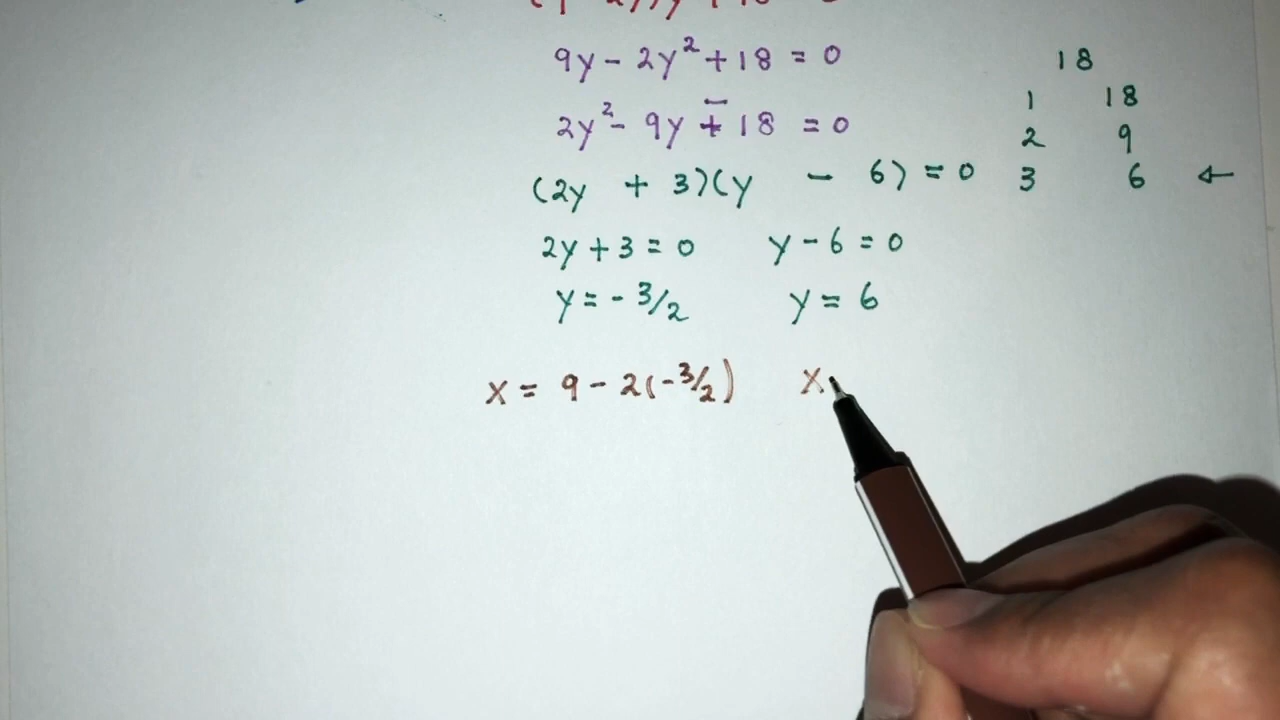 9y - 2y² + 18 = 0
18
2y² - 9y ∓ 18 = 0
1 18
2 9
(2y + 3)(y - 6) = 0
3 6 ←
2y + 3 = 0 y - 6 = 0
y = - 3/2 y = 6
x = 9 - 2(-3/2) x